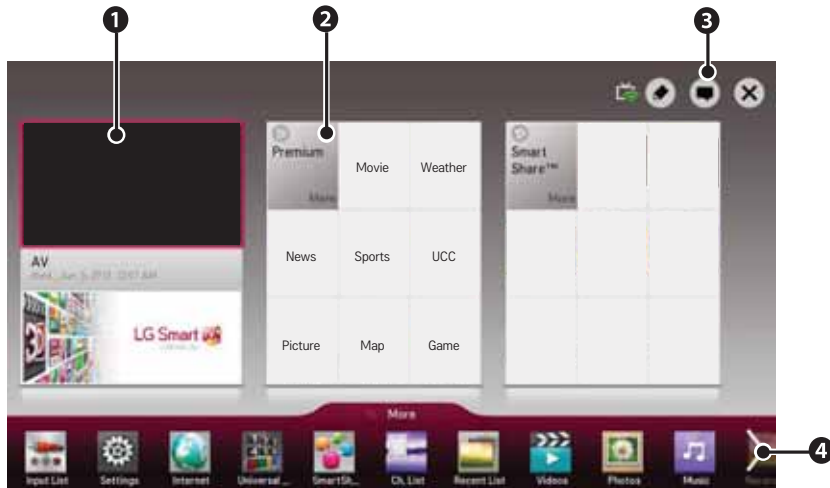 1
2
3
AV
LG Smart
Premium
More
Movie
Weather
News
Sports
UCC
Picture
Map
Game
Smart
Share™
More
More
4
Input List
Settings
Internet
Universal ...
SmartSh...
Ch. List
Recent List
Videos
Photos
Music